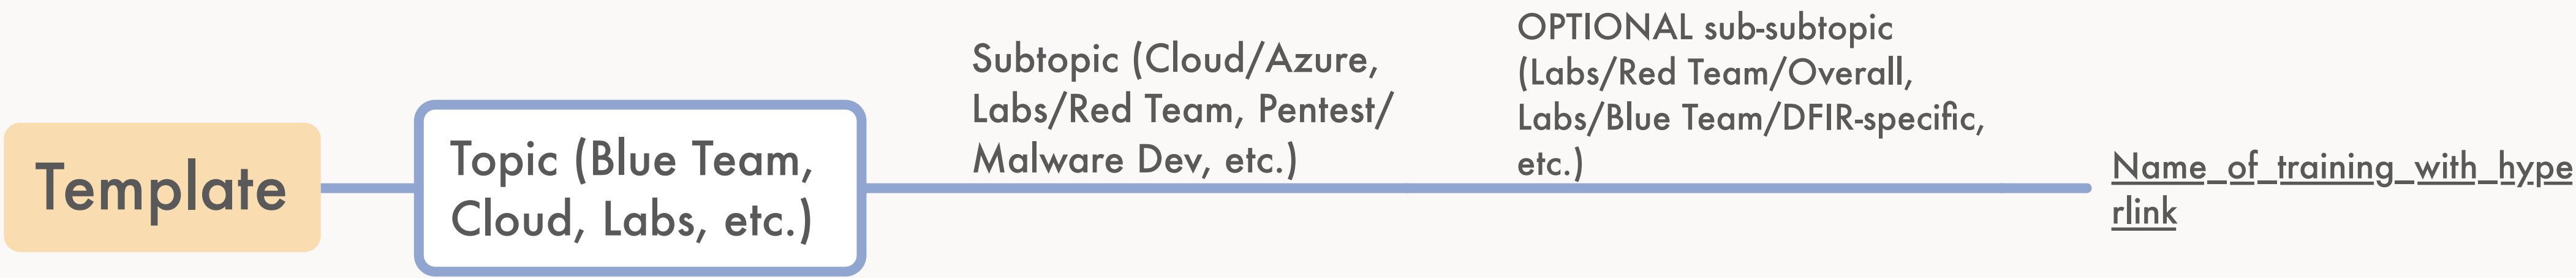 Template
Topic (Blue Team,
Cloud, Labs, etc.)
Subtopic (Cloud/Azure,
Labs/Red Team, Pentest/
Malware Dev, etc.)
OPTIONAL sub-subtopic
(Labs/Red Team/Overall,
Labs/Blue Team/DFIR-specific,
etc.)
Name_of_training_with_hype
rlink